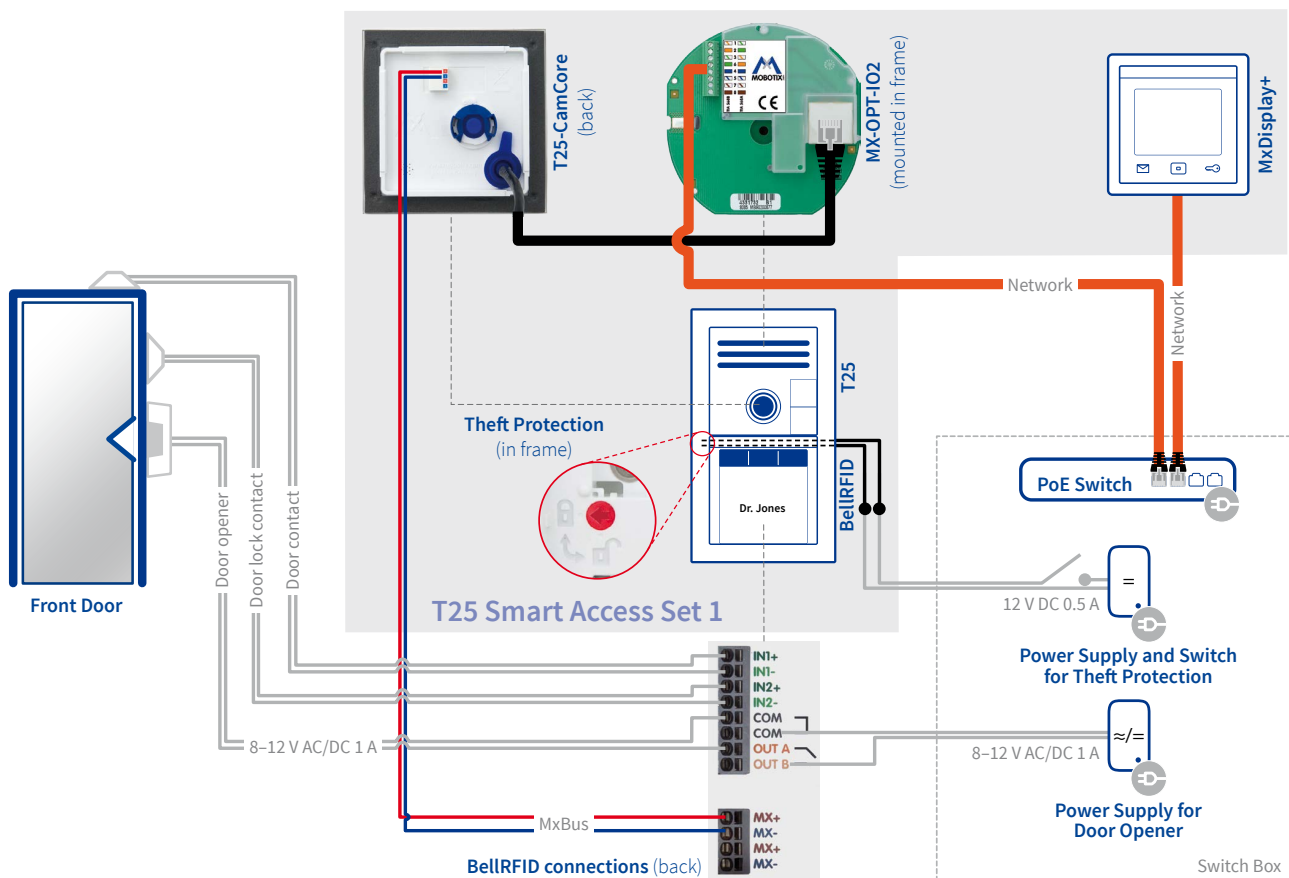 T25-CamCore
(back)
MOBOTIX
CE
MX-OPT-IO2
(mounted in frame)
MxDisplay+
Network
Network
T25
BellRFID
Theft Protection
(in frame)
Dr. Jones
PoE Switch
Door opener
Door lock contact
Door contact
Front Door
T25 Smart Access Set 1
=
12 V DC 0.5 A
Power Supply and Switch
for Theft Protection
IN1+
IN1-
IN2+
IN2-
COM
COM
OUT A
OUT B
8–12 V AC/DC 1 A
8–12 V AC/DC 1 A
≈/=
Power Supply for
Door Opener
MxBus
MX+
MX-
MX+
MX-
BellRFID connections (back)
Switch Box